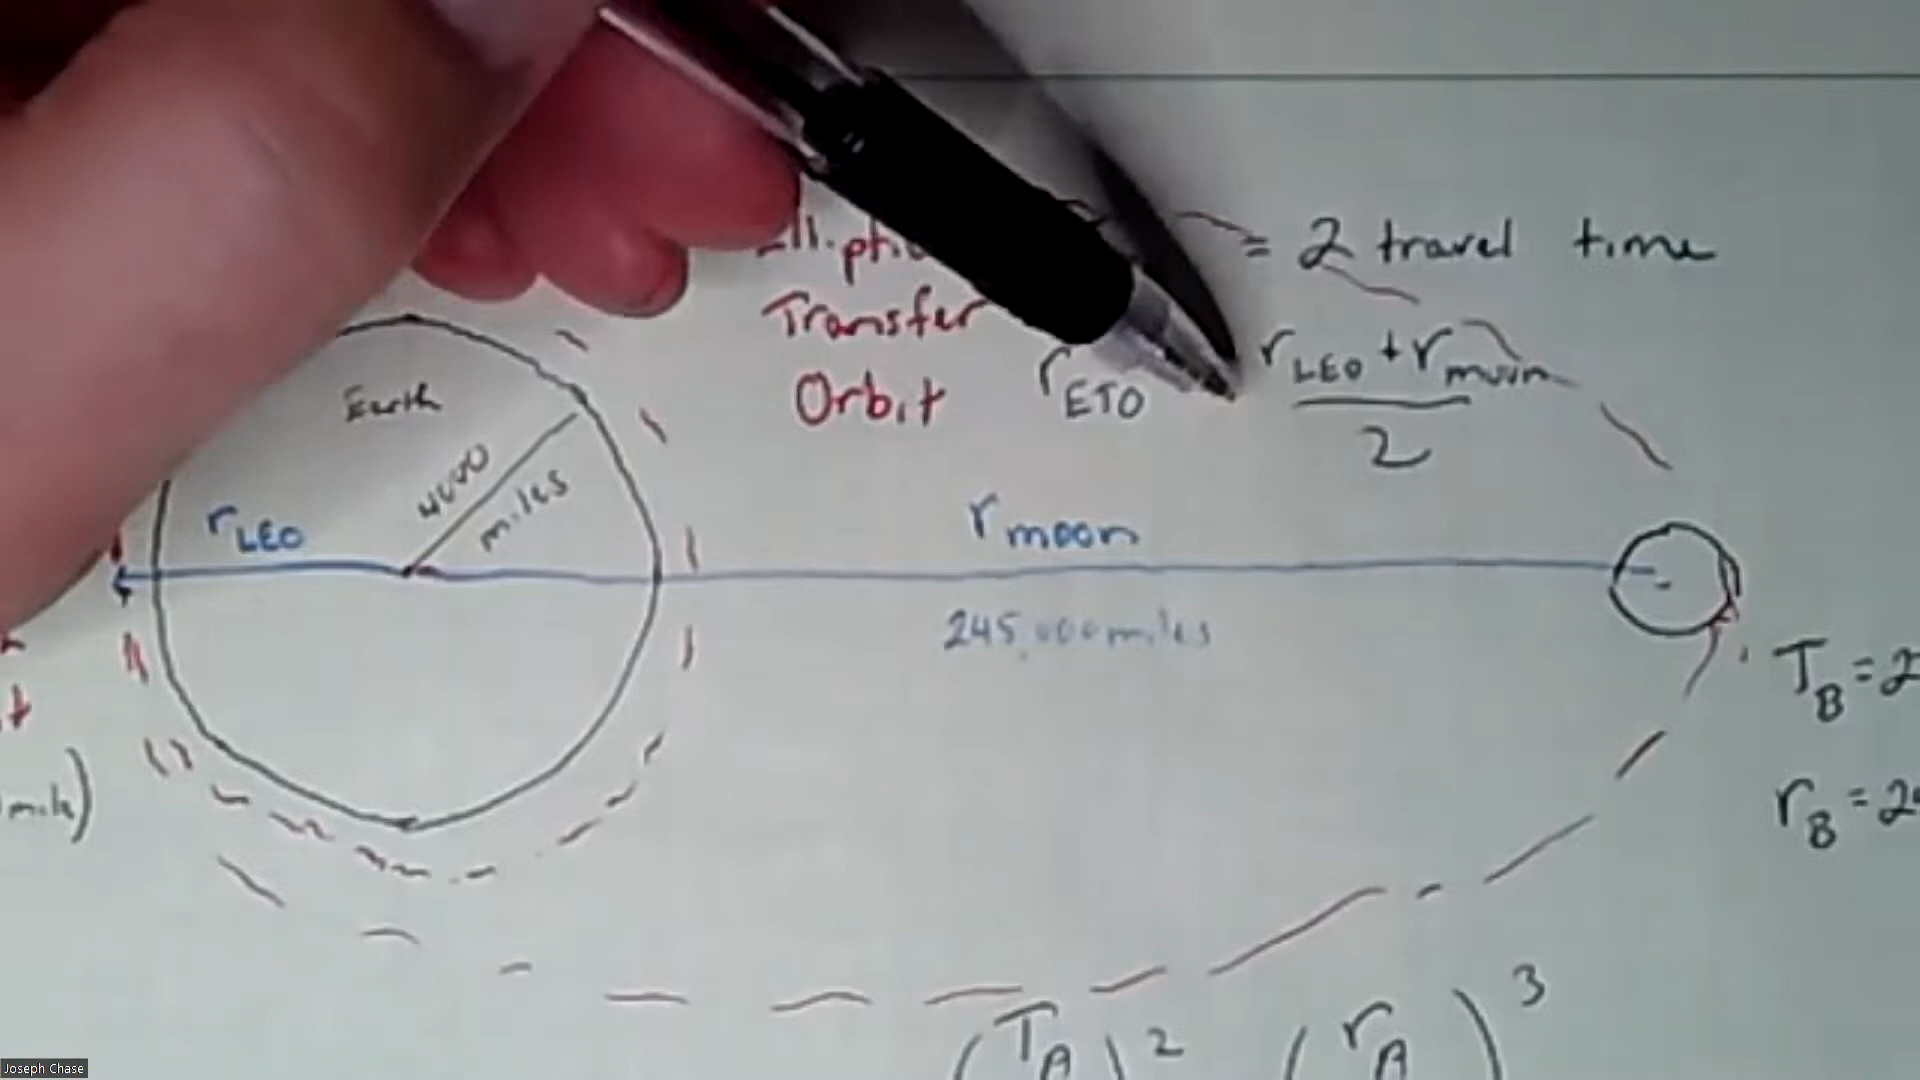 = 2 travel time
Transfer
Orbit
r_ETO
r_LEO + r_moon
2
Earth
4000
miles
r_LEO
r_moon
245,000 miles
T_B = 2
r_B = 2
mile)
(T_A)² (r_A)³
Joseph Chase